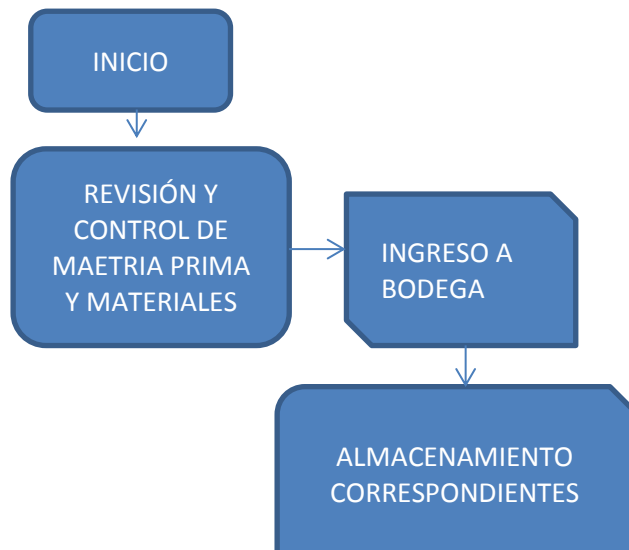 INICIO
REVISIÓN Y
CONTROL DE
MAETRIA PRIMA
Y MATERIALES
INGRESO A
BODEGA
ALMACENAMIENTO
CORRESPONDIENTES